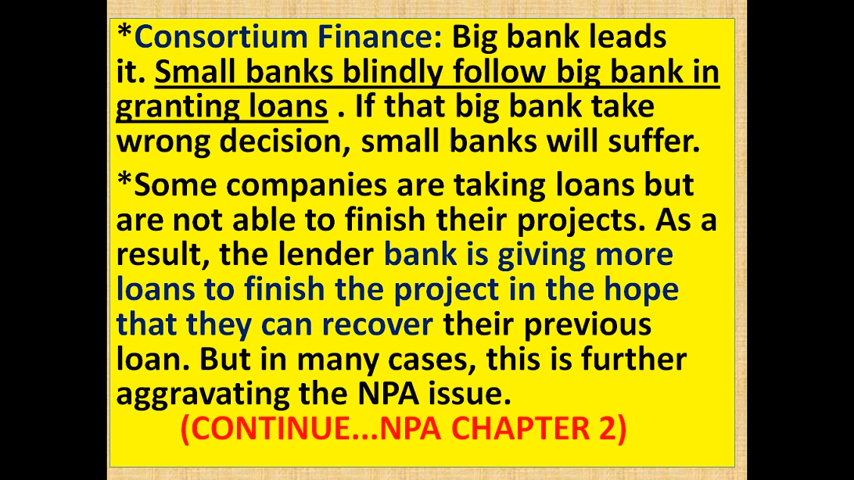 *Consortium Finance: Big bank leads
it. Small banks blindly follow big bank in
granting loans . If that big bank take
wrong decision, small banks will suffer.
*Some companies are taking loans but
are not able to finish their projects. As a
result, the lender bank is giving more
loans to finish the project in the hope
that they can recover their previous
loan. But in many cases, this is further
aggravating the NPA issue.
(CONTINUE...NPA CHAPTER 2)